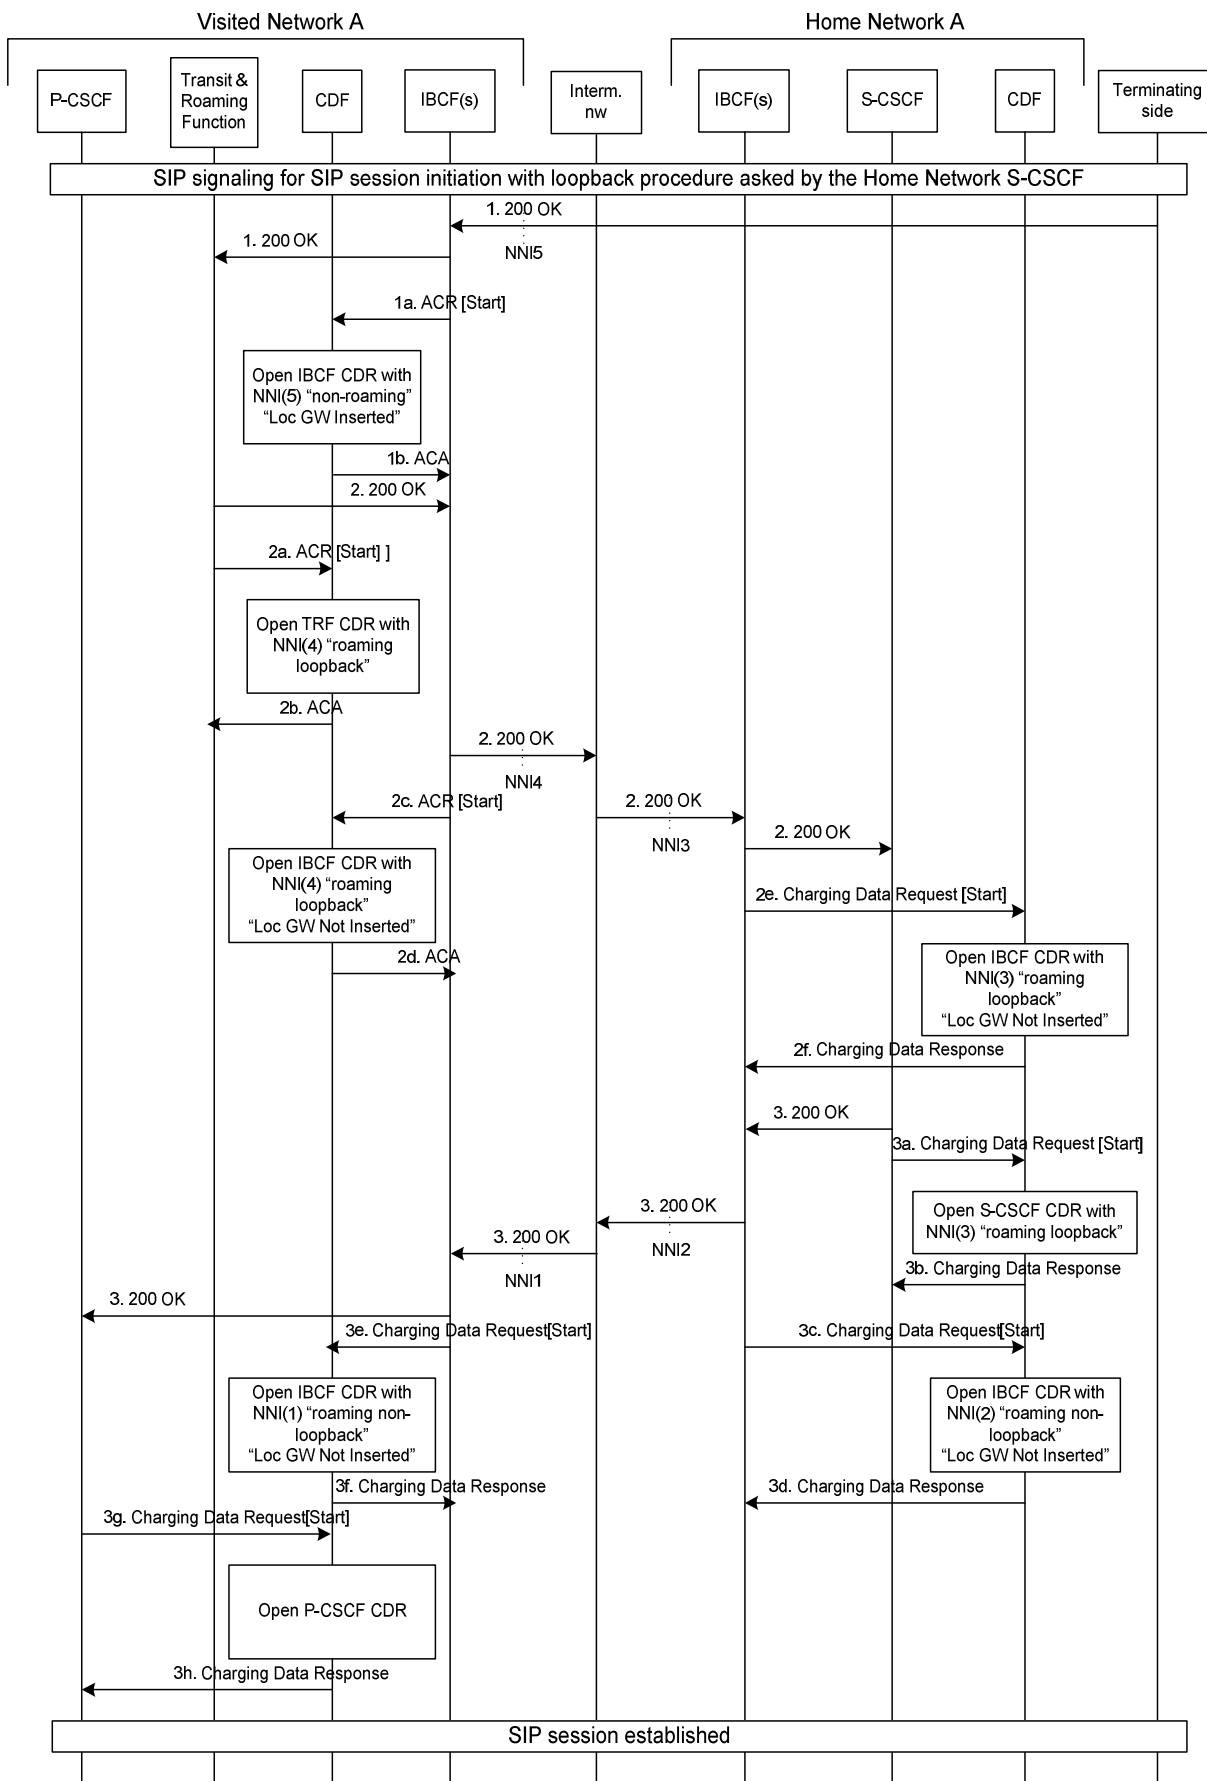 Visited Network A
Home Network A
P-CSCF
Transit &
Roaming
Function
CDF
IBCF(s)
Interm.
nw
IBCF(s)
S-CSCF
CDF
Terminating
side
SIP signaling for SIP session initiation with loopback procedure asked by the Home Network S-CSCF
1. 200 OK
1. 200 OK
NNI5
1a. ACR [Start]
Open IBCF CDR with
NNI(5) “non-roaming”
“Loc GW Inserted”
1b. ACA
2. 200 OK
2a. ACR [Start] ]
Open TRF CDR with
NNI(4) “roaming
loopback”
2b. ACA
2. 200 OK
NNI4
2c. ACR [Start]
2. 200 OK
NNI3
2. 200 OK
Open IBCF CDR with
NNI(4) “roaming
loopback”
“Loc GW Not Inserted”
2e. Charging Data Request [Start]
2d. ACA
Open IBCF CDR with
NNI(3) “roaming
loopback”
“Loc GW Not Inserted”
2f. Charging Data Response
3. 200 OK
3a. Charging Data Request [Start]
Open S-CSCF CDR with
NNI(3) “roaming loopback”
3. 200 OK
NNI2
3. 200 OK
NNI1
3b. Charging Data Response
3. 200 OK
3e. Charging Data Request[Start]
3c. Charging Data Request[Start]
Open IBCF CDR with
NNI(1) “roaming non-
loopback”
“Loc GW Not Inserted”
Open IBCF CDR with
NNI(2) “roaming non-
loopback”
“Loc GW Not Inserted”
3f. Charging Data Response
3d. Charging Data Response
3g. Charging Data Request[Start]
Open P-CSCF CDR
3h. Charging Data Response
SIP session established